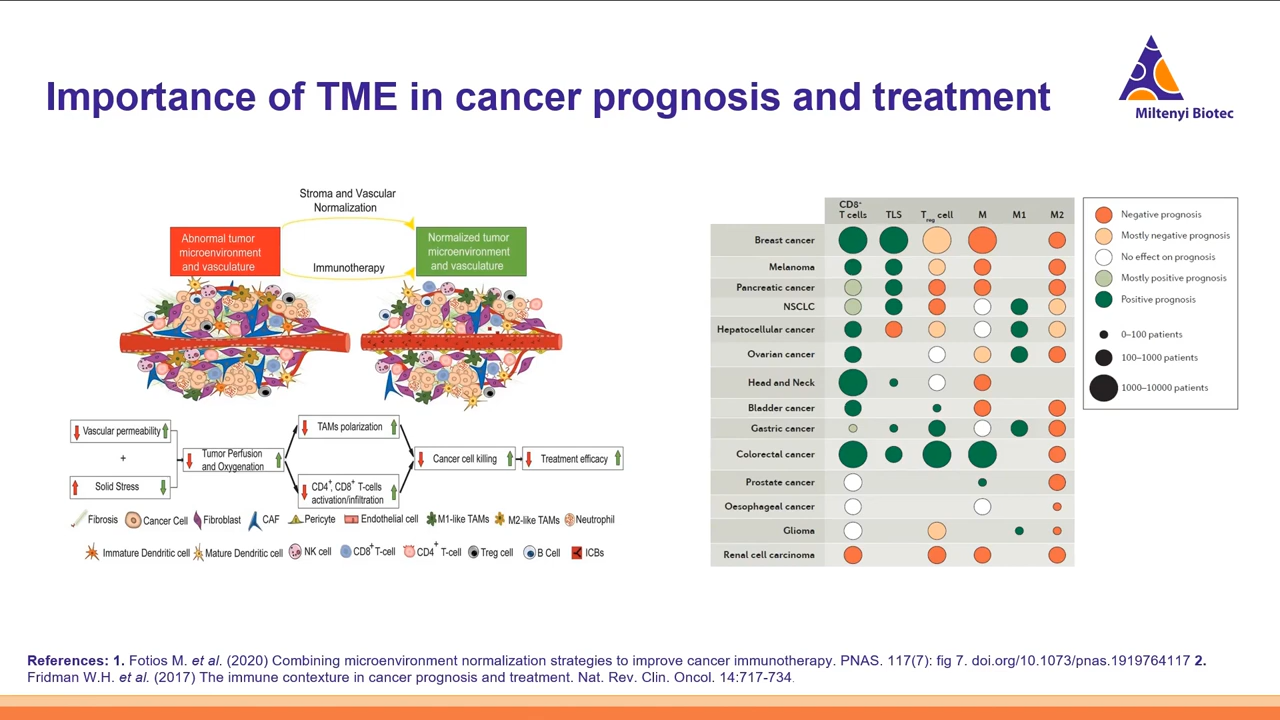 Importance of TME in cancer prognosis and treatment
Miltenyi Biotec
Stroma and Vascular
Normalization
Abnormal tumor
microenvironment
and vasculature
Immunotherapy
Normalized tumor
microenvironment
and vasculature
Vascular permeability
+
Solid Stress
Tumor Perfusion
and Oxygenation
TAMs polarization
CD4+, CD8+ T-cells
activation/infiltration
Cancer cell killing
Treatment efficacy
Fibrosis
Cancer Cell
Fibroblast
CAF
Pericyte
Endothelial cell
M1-like TAMs
M2-like TAMs
Neutrophil
Immature Dendritic cell
Mature Dendritic cell
NK cell
CD8+ T-cell
CD4+ T-cell
Treg cell
B Cell
ICBs
CD8-
T cells
TLS
Treg cell
M
M1
M2
Breast cancer
Melanoma
Pancreatic cancer
NSCLC
Hepatocellular cancer
Ovarian cancer
Head and Neck
Bladder cancer
Gastric cancer
Colorectal cancer
Prostate cancer
Oesophageal cancer
Glioma
Renal cell carcinoma
Negative prognosis
Mostly negative prognosis
No effect on prognosis
Mostly positive prognosis
Positive prognosis
0–100 patients
100–1000 patients
1000–10000 patients
References: 1. Fotios M. et al. (2020) Combining microenvironment normalization strategies to improve cancer immunotherapy. PNAS. 117(7): fig 7. doi.org/10.1073/pnas.1919764117 2.
Fridman W.H. et al. (2017) The immune contexture in cancer prognosis and treatment. Nat. Rev. Clin. Oncol. 14:717-734.